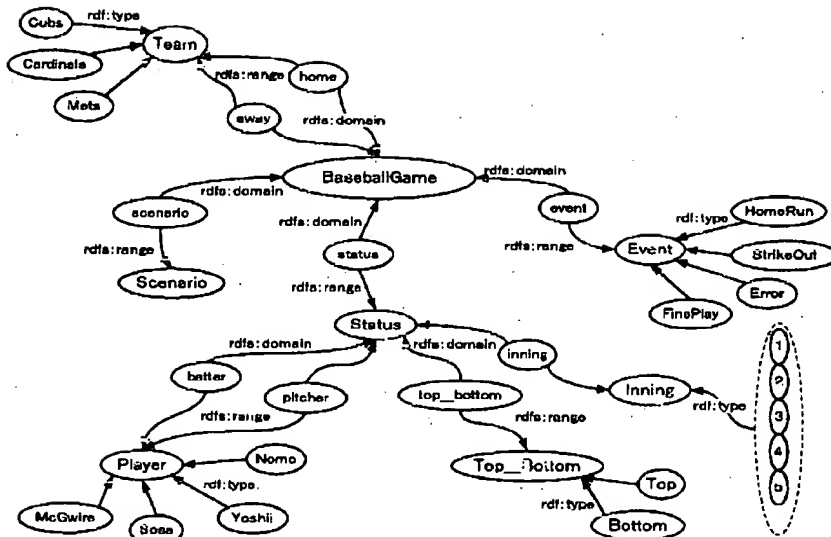 Cubs
rdf:type
Team
Cardinals
Mets
rdfs:range
home
away
rdfs:domain
BaseballGame
rdfs:domain
rdfs:domain
scenario
rdfs:domain
event
HomeRun
rdf:type
rdfs:range
status
rdfs:range
Event
StrikeOut
Scenario
rdfs:range
Error
FinePlay
Status
rdfs:domain
rdfs:domain
inning
1
batter
pitcher
top_bottom
Inning
2
rdf:type
rdfs:range
rdfs:range
3
4
Nomo
Player
Top_Bottom
5
rdf:type.
Top
McGwire
Sosa
Yoshii
rdf:type
Bottom